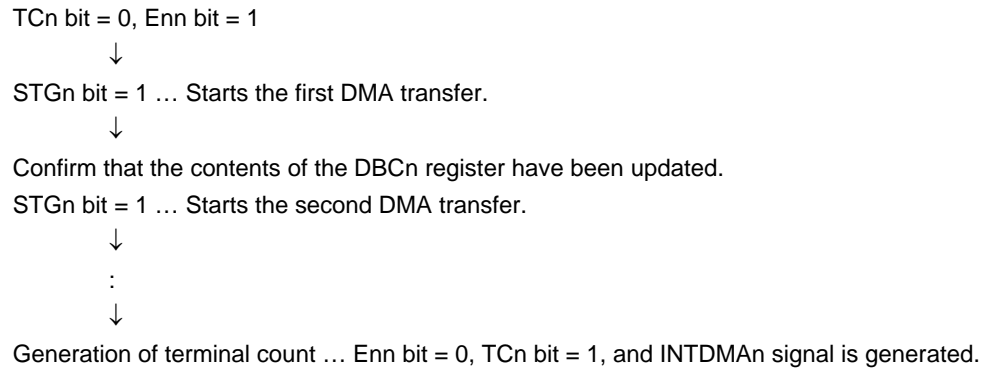 TCn bit = 0, Enn bit = 1
↓
STGn bit = 1 … Starts the first DMA transfer.
↓
Confirm that the contents of the DBCn register have been updated.
STGn bit = 1 … Starts the second DMA transfer.
↓
:
↓
Generation of terminal count … Enn bit = 0, TCn bit = 1, and INTDMAn signal is generated.